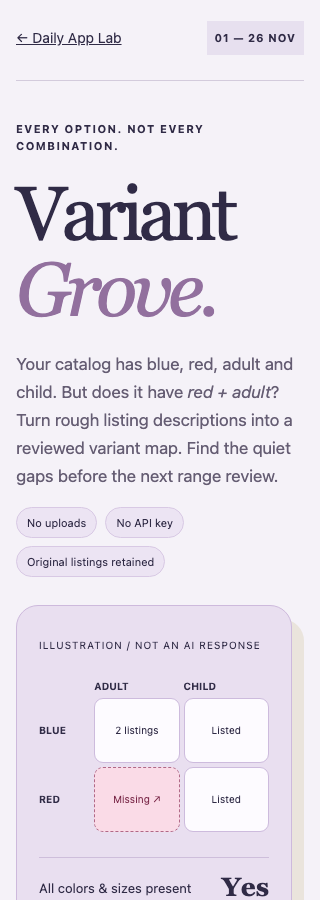 ← Daily App Lab
01 — 26 NOV
EVERY OPTION. NOT EVERY
COMBINATION.
Variant
Grove.
Your catalog has blue, red, adult and
child. But does it have red + adult?
Turn rough listing descriptions into a
reviewed variant map. Find the quiet
gaps before the next range review.
No uploads
No API key
Original listings retained
ILLUSTRATION / NOT AN AI RESPONSE
ADULT
CHILD
BLUE
2 listings
Listed
RED
Missing ↗
Listed
All colors & sizes present
Yes